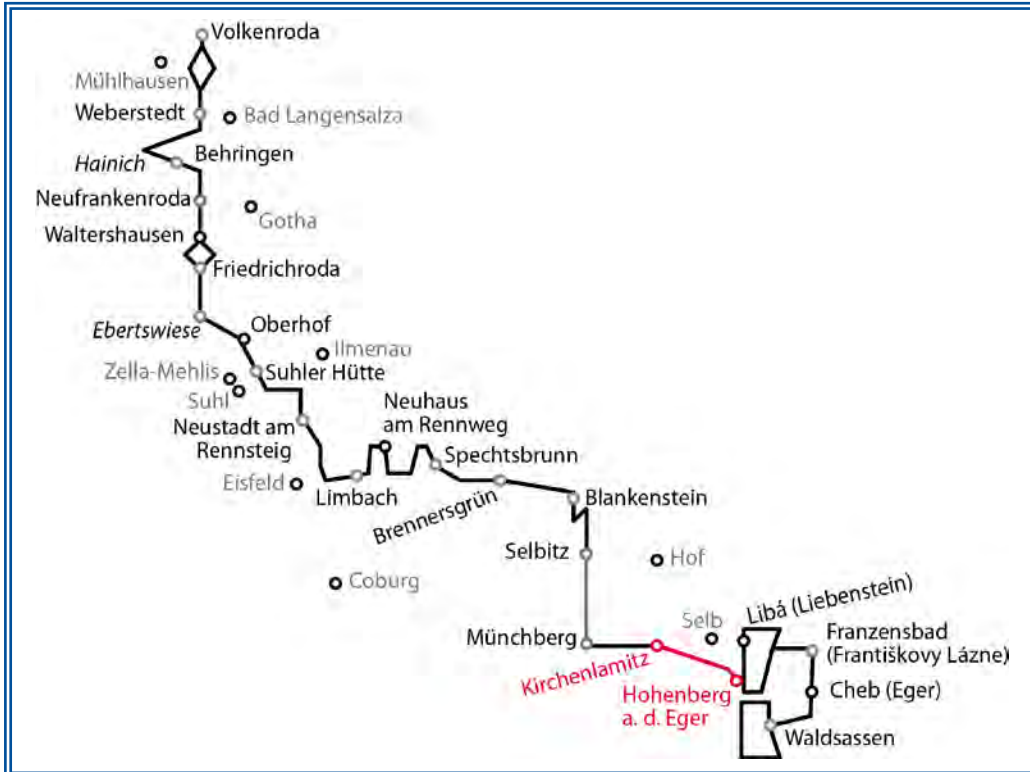 Volkenroda
Mühlhausen
Weberstedt
Bad Langensalza
Hainich
Behringen
Neufrankenroda
Gotha
Waltershausen
Friedrichroda
Ebertswiese
Oberhof
Ilmenau
Zella-Mehlis
Suhler Hütte
Suhl
Neuhaus
am Rennweg
Neustadt am
Rennsteig
Spechtsbrunn
Eisfeld
Limbach
Brennersgrün
Blankenstein
Selbitz
Hof
Coburg
Libá (Liebenstein)
Selb
Münchberg
Franzensbad
(Františkovy Lázne)
Kirchenlamitz
Hohenberg
a. d. Eger
Cheb (Eger)
Waldsassen